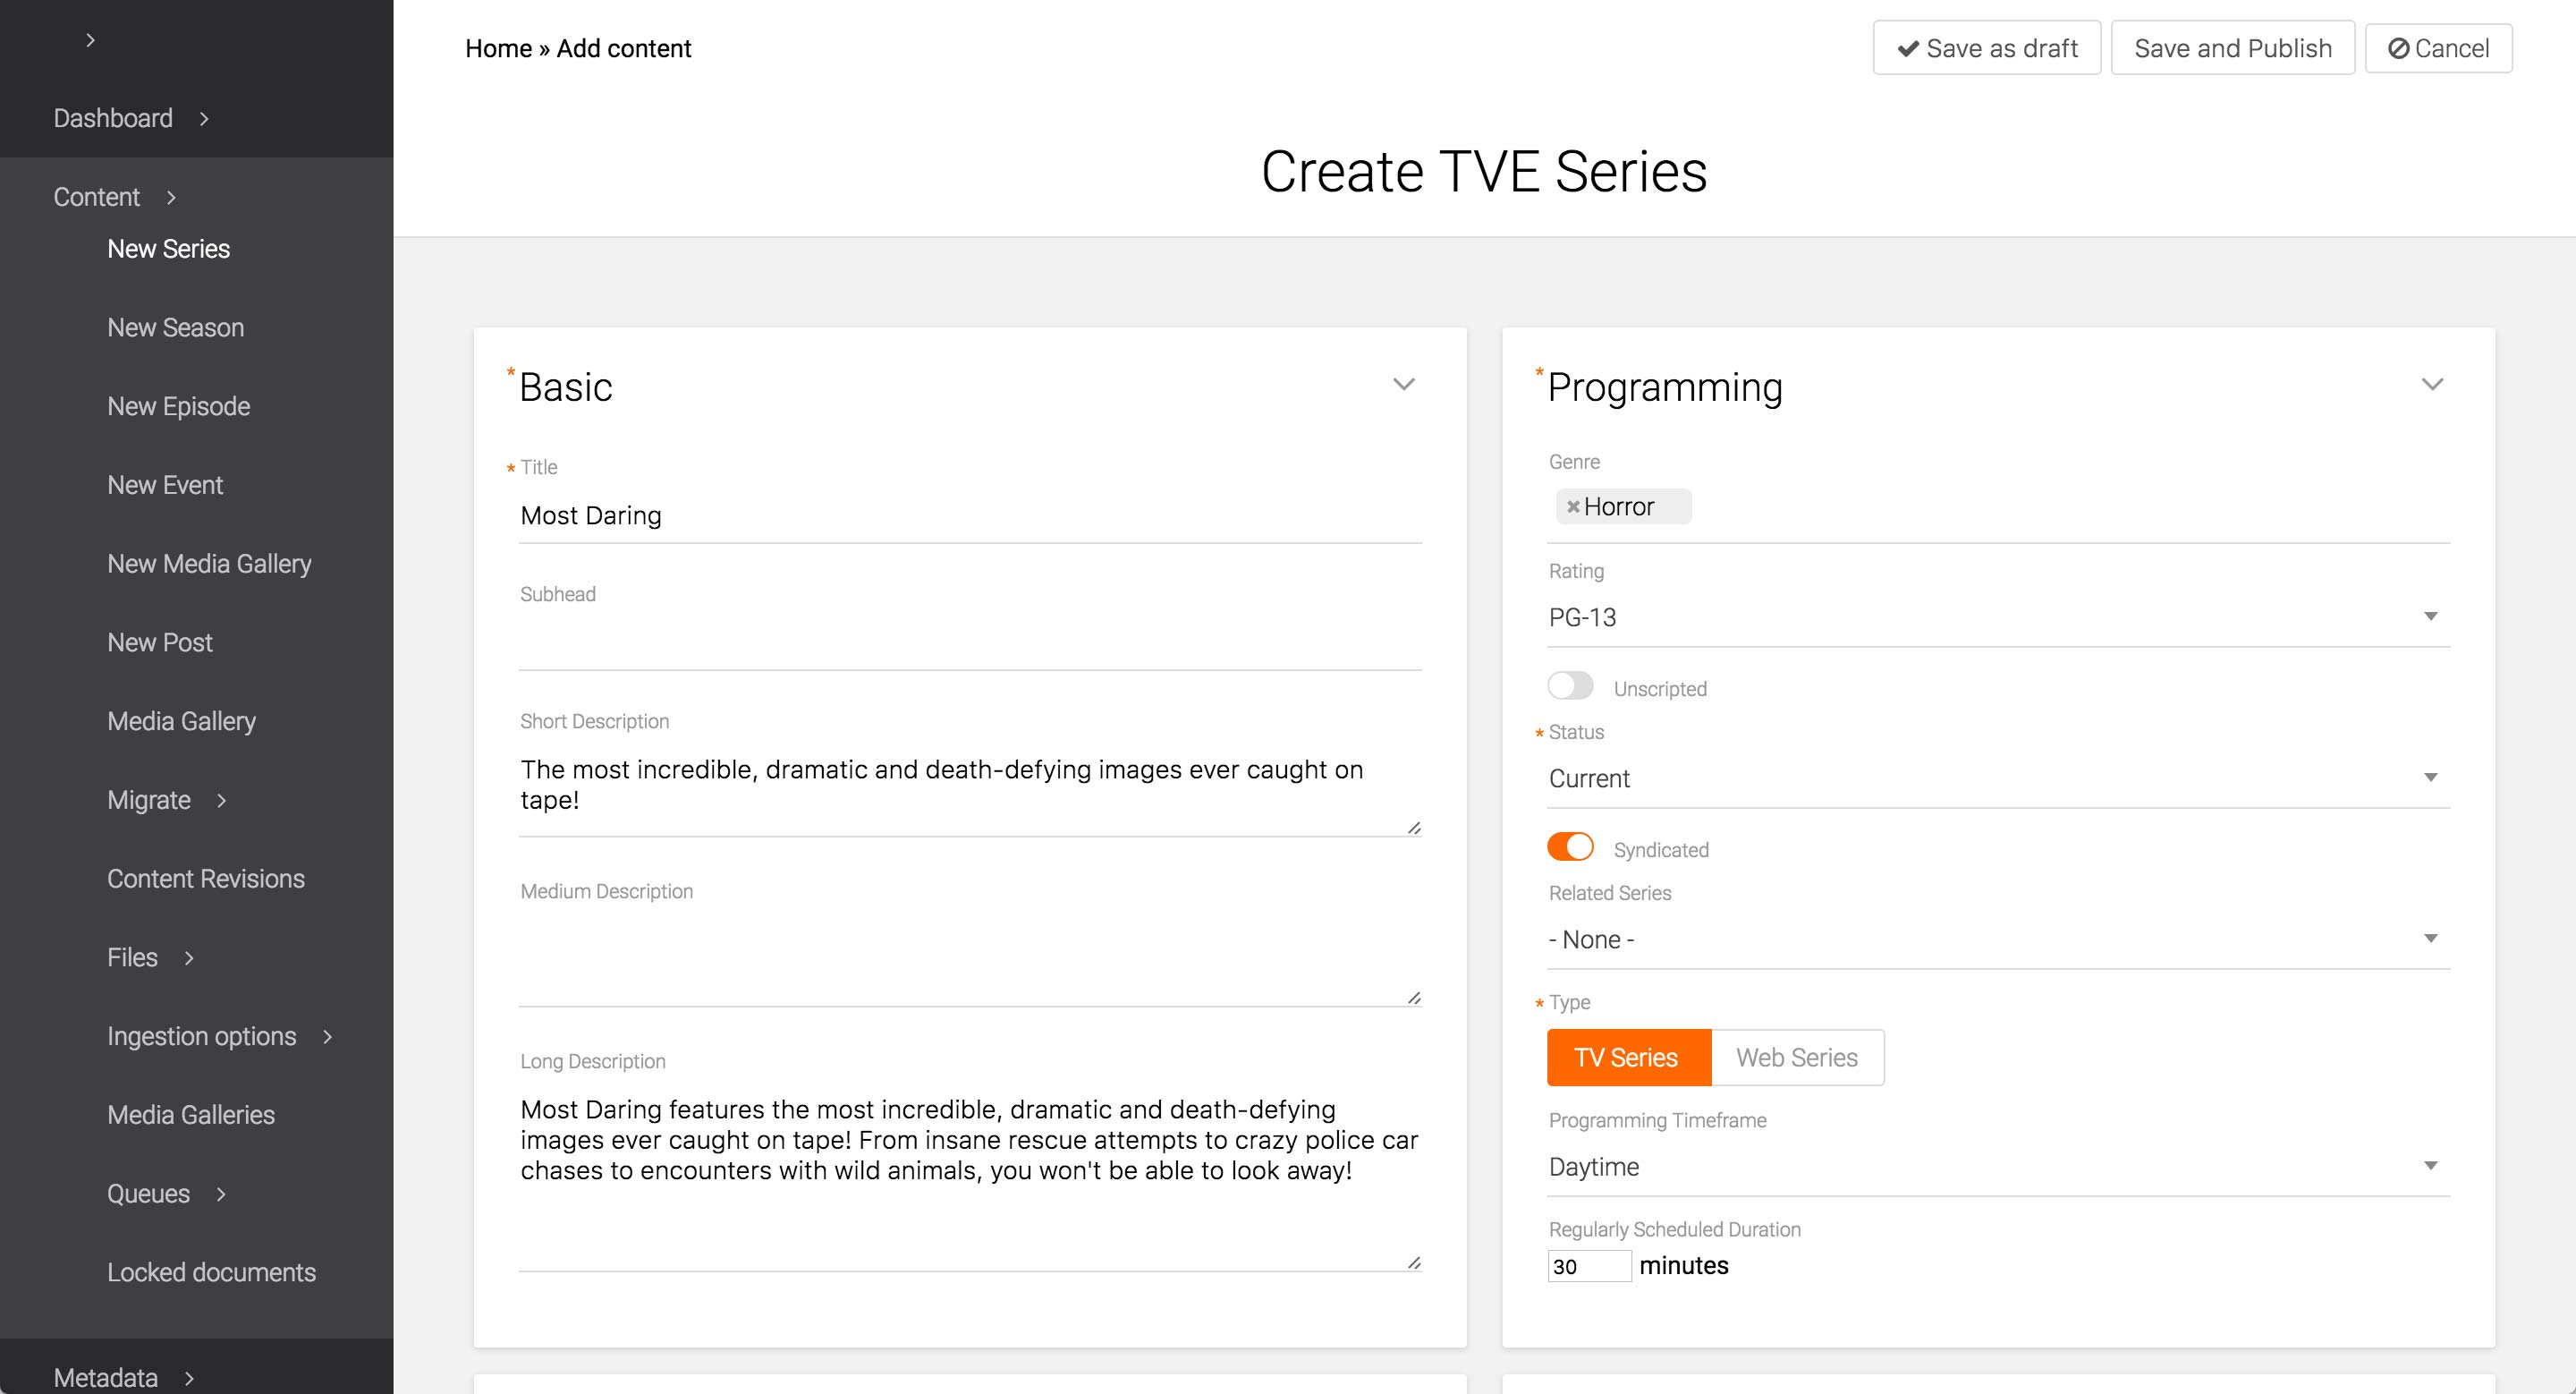 Dashboard
Content
New Series
New Season
New Episode
New Event
New Media Gallery
New Post
Media Gallery
Migrate
Content Revisions
Files
Ingestion options
Media Galleries
Queues
Locked documents
Metadata
Home » Add content
Save as draft
Save and Publish
Cancel
Create TVE Series
* Basic
* Title
Most Daring
Subhead
Short Description
The most incredible, dramatic and death-defying images ever caught on
tape!
Medium Description
Long Description
Most Daring features the most incredible, dramatic and death-defying
images ever caught on tape! From insane rescue attempts to crazy police car
chases to encounters with wild animals, you won't be able to look away!
* Programming
Genre
Horror
Rating
PG-13
Unscripted
* Status
Current
Syndicated
Related Series
- None -
* Type
TV Series
Web Series
Programming Timeframe
Daytime
Regularly Scheduled Duration
30 minutes